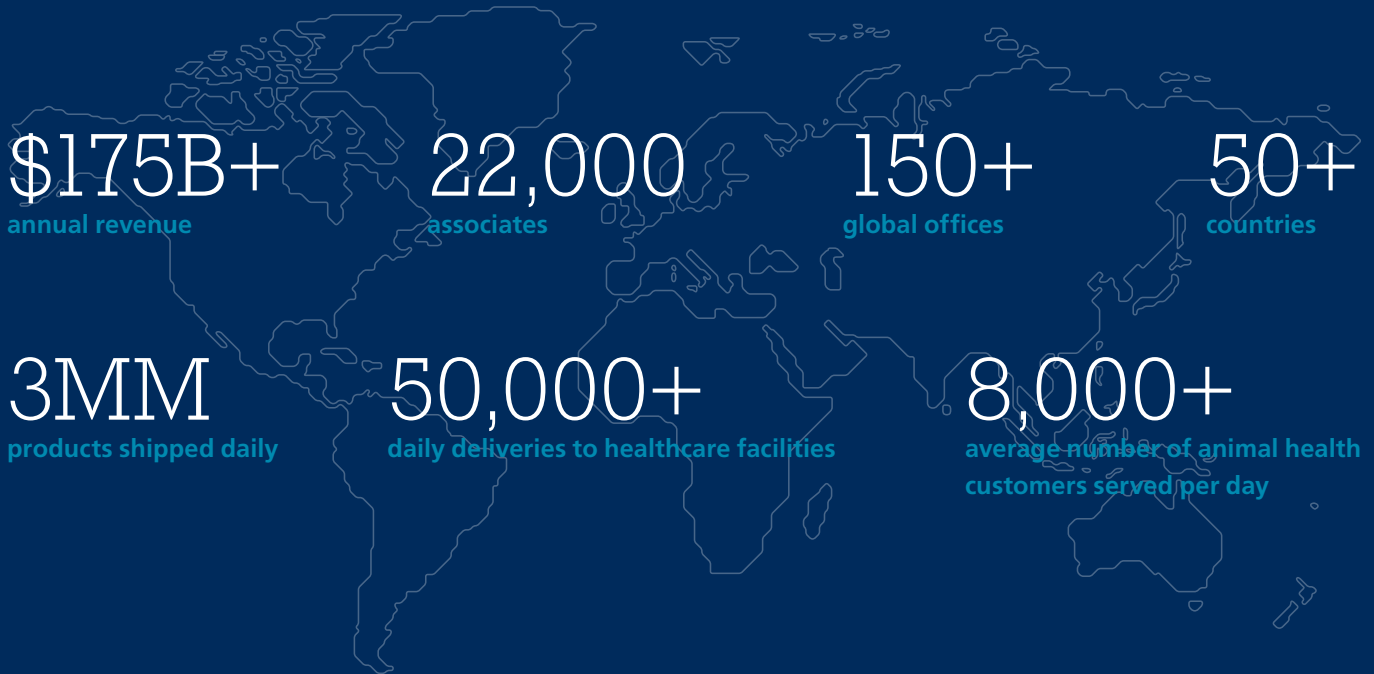 $175B+
annual revenue
22,000
associates
150+
global offices
50+
countries
3MM
products shipped daily
50,000+
daily deliveries to healthcare facilities
8,000+
average number of animal health
customers served per day